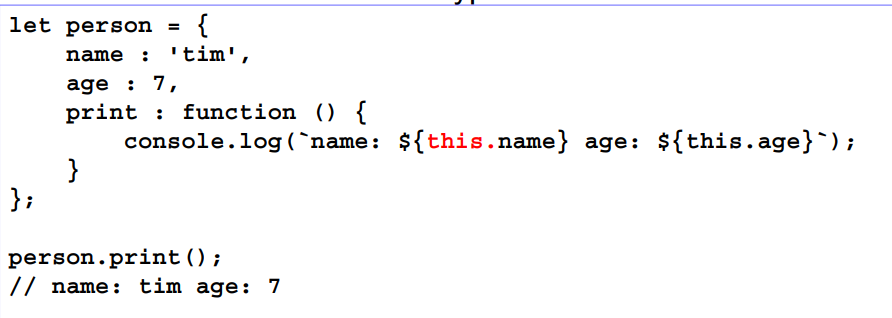 let person = {
    name : 'tim',
    age : 7,
    print : function () {
        console.log(`name: ${this.name} age: ${this.age}`);
    }
};

person.print();
// name: tim age: 7